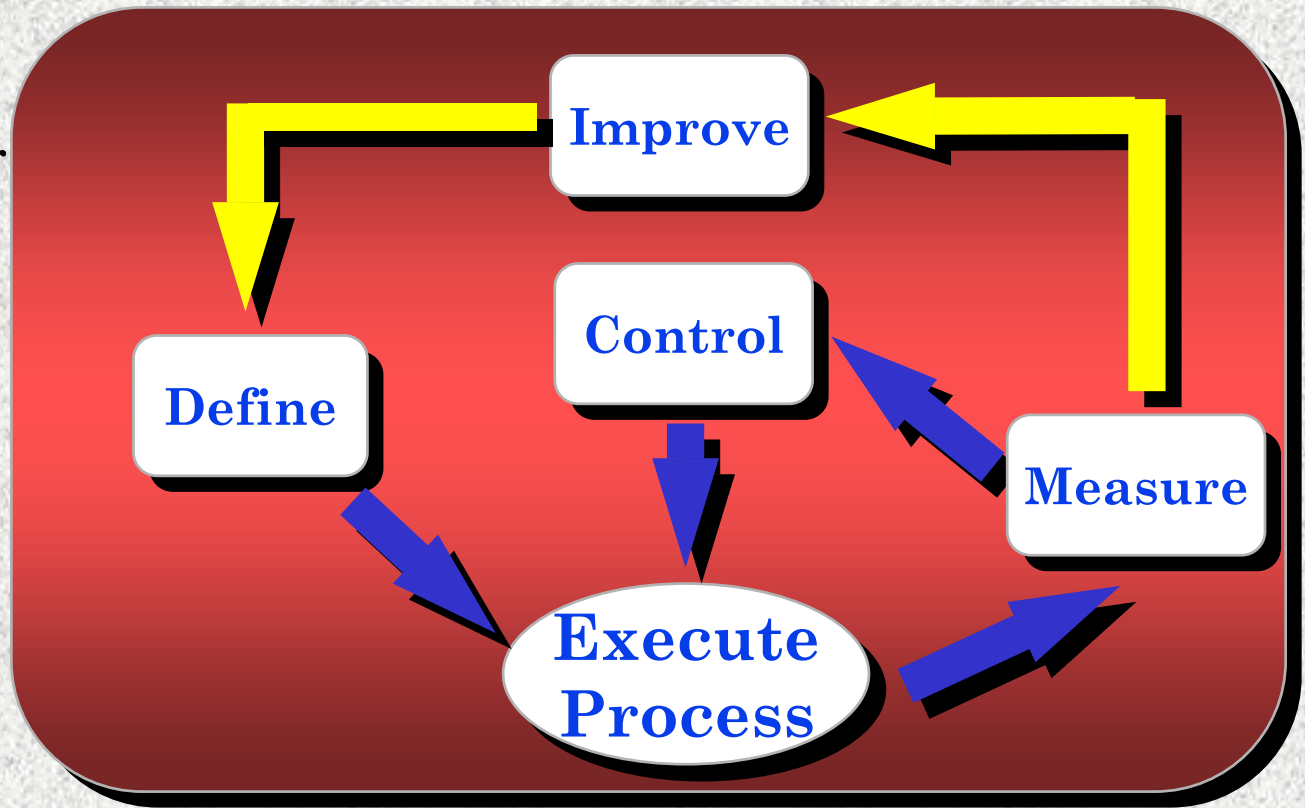 Improve
Control
Define
Measure
Execute
Process